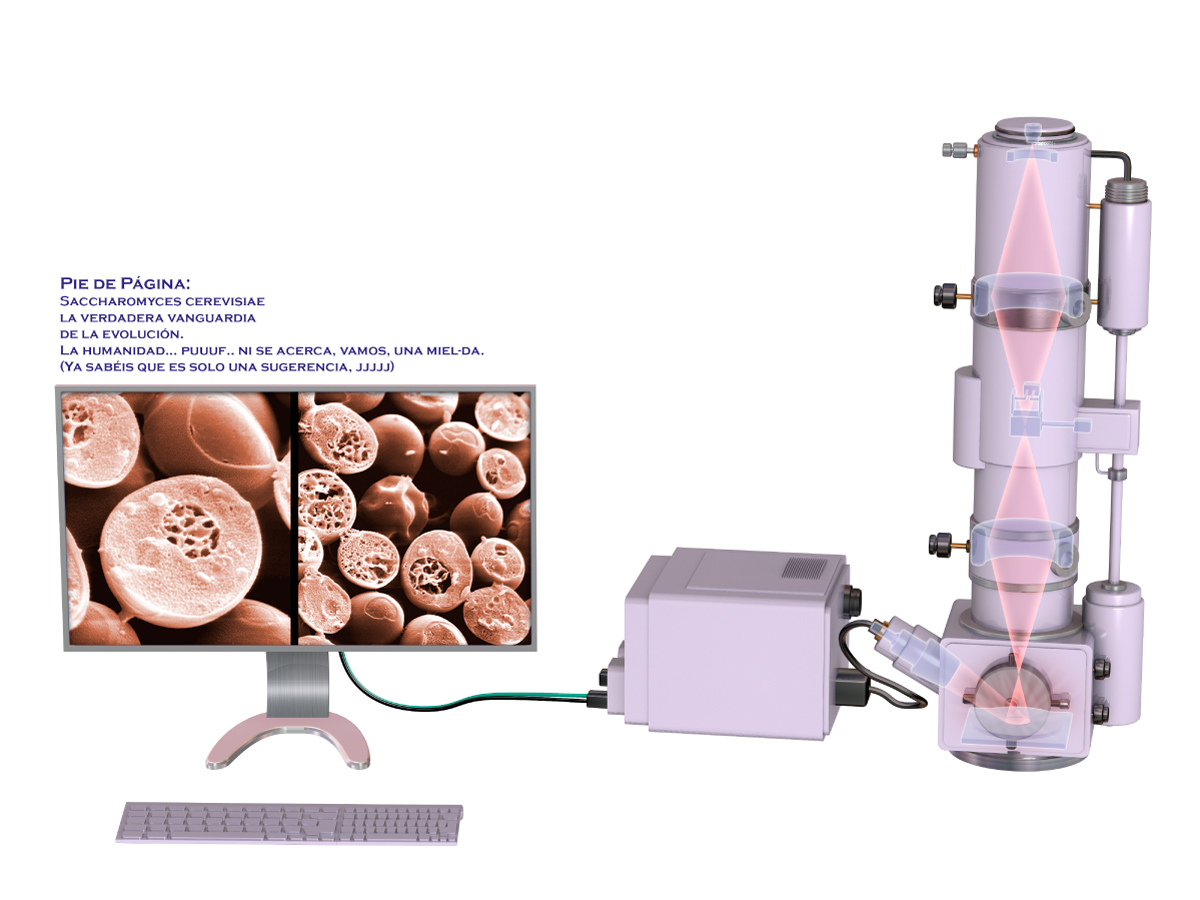 Pie de Página:
Saccharomyces cerevisiae
la verdadera vanguardia
de la evolución.
La humanidad... puuuf.. ni se acerca, vamos, una miel-da.
(Ya sabéis que es solo una sugerencia, jjjjj)